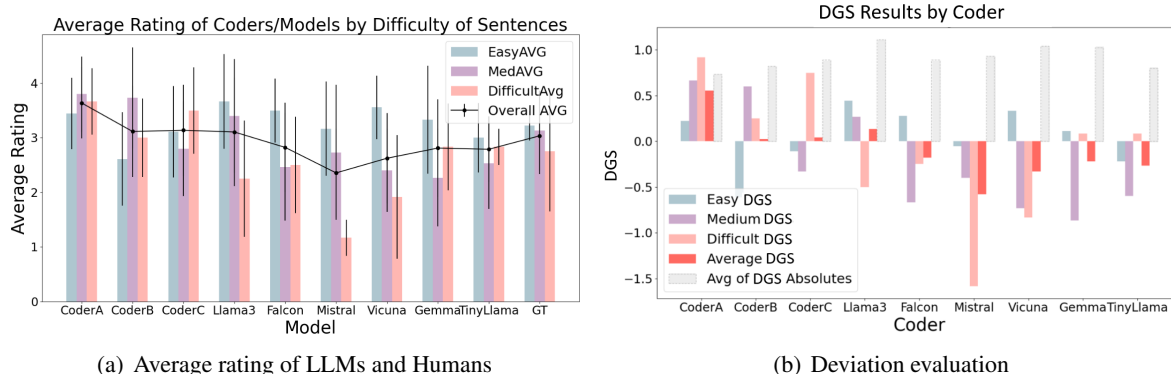 Average Rating of Coders/Models by Difficulty of Sentences
EasyAVG
MedAVG
DifficultAvg
Overall AVG
Average Rating
4
3
2
1
0
CoderA CoderB CoderC Llama3 Falcon Mistral Vicuna Gemma TinyLlama GT
Model
(a) Average rating of LLMs and Humans
DGS Results by Coder
DGS
1.0
0.5
0.0
−0.5
−1.0
−1.5
Easy DGS
Medium DGS
Difficult DGS
Average DGS
Avg of DGS Absolutes
CoderA CoderB CoderC Llama3 Falcon Mistral Vicuna Gemma TinyLlama
Coder
(b) Deviation evaluation